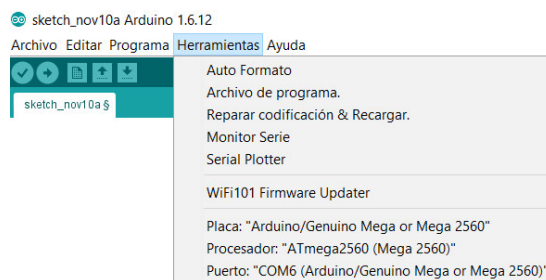 sketch_nov10a Arduino 1.6.12
Archivo Editar Programa Herramientas Ayuda
Auto Formato
Archivo de programa.
sketch_nov10a §
Reparar codificación & Recargar.
Monitor Serie
Serial Plotter
WiFi101 Firmware Updater
Placa: "Arduino/Genuino Mega or Mega 2560"
Procesador: "ATmega2560 (Mega 2560)"
Puerto: "COM6 (Arduino/Genuino Mega or Mega 2560)"